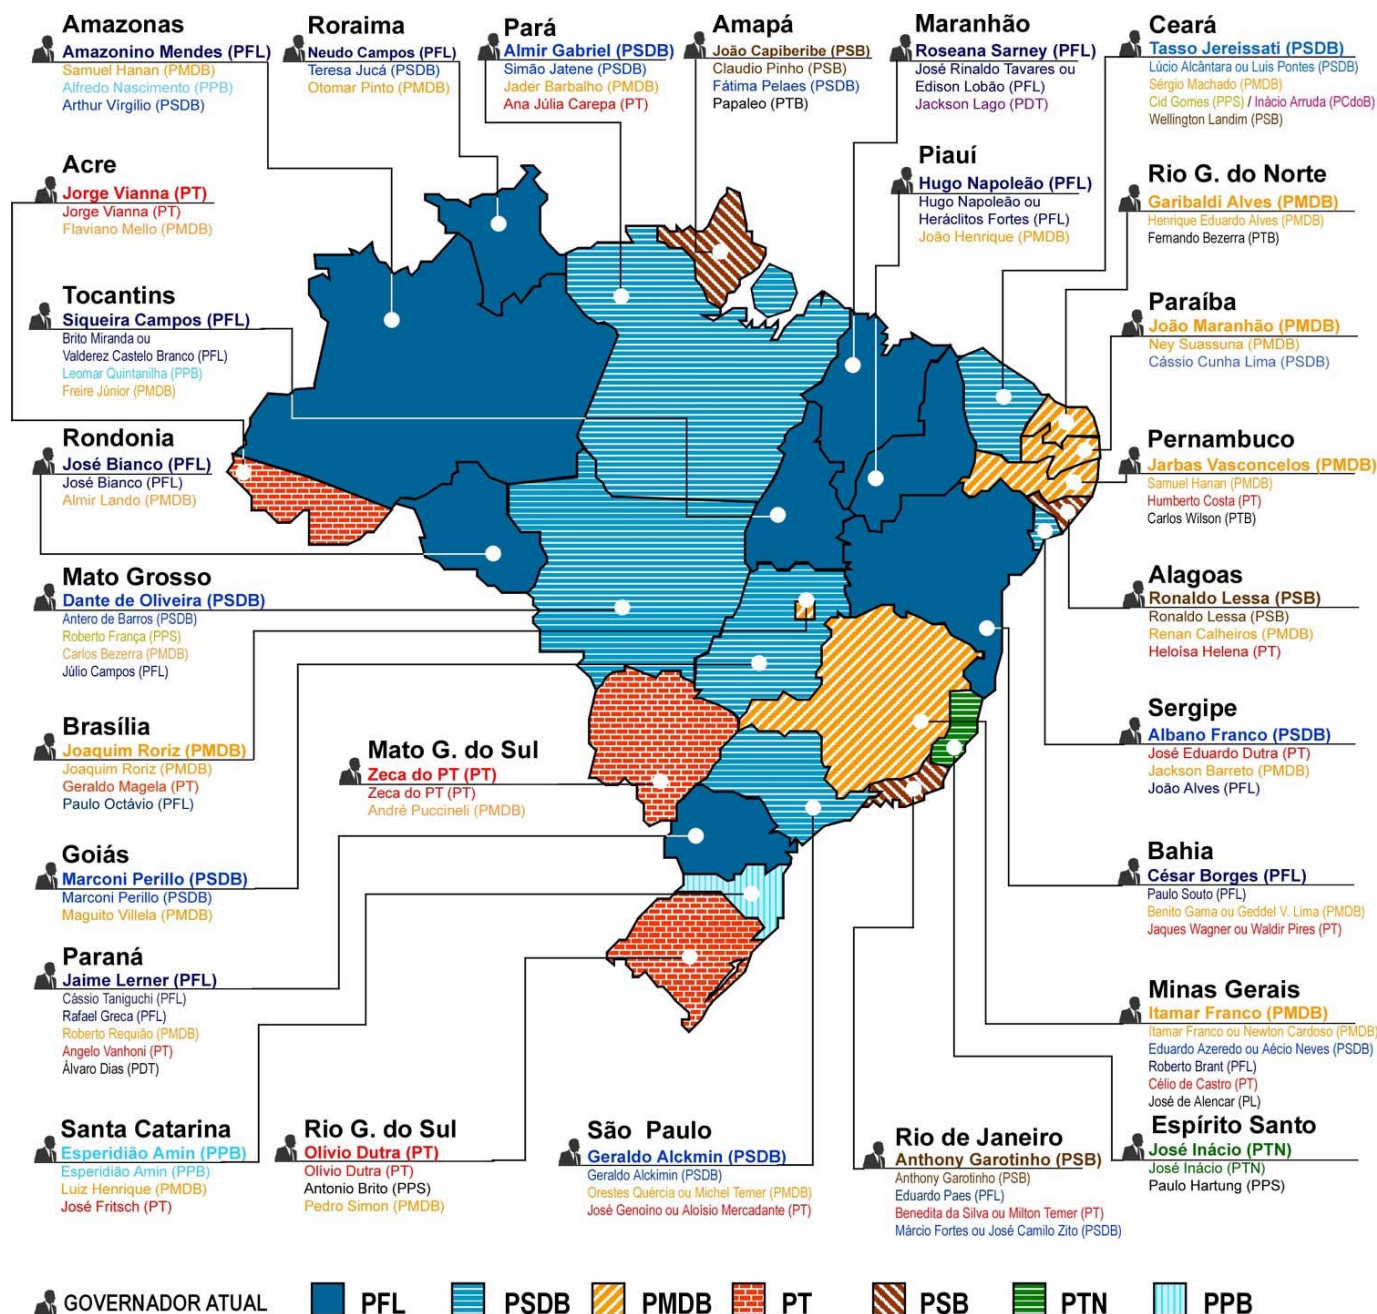 Amazonas
Amazonino Mendes (PFL)
Samuel Hanan (PMDB)
Alfredo Nascimento (PPB)
Arthur Virgilio (PSDB)
Roraima
Neudo Campos (PFL)
Teresa Jucá (PSDB)
Otomar Pinto (PMDB)
Pará
Almir Gabriel (PSDB)
Simão Jatene (PSDB)
Jader Barbalho (PMDB)
Ana Júlia Carepa (PT)
Amapá
João Capiberibe (PSB)
Claudio Pinho (PSB)
Fátima Pelaes (PSDB)
Papaleo (PTB)
Maranhão
Roseana Sarney (PFL)
José Rinaldo Tavares ou
Edison Lobão (PFL)
Jackson Lago (PDT)
Ceará
Tasso Jereissati (PSDB)
Lúcio Alcântara ou Luis Pontes (PSDB)
Sérgio Machado (PMDB)
Cid Gomes (PPS) / Inácio Arruda (PCdoB)
Wellington Landim (PSB)
Acre
Jorge Vianna (PT)
Jorge Vianna (PT)
Flaviano Mello (PMDB)
Piauí
Hugo Napoleão (PFL)
Hugo Napoleão ou
Heráclitos Fortes (PFL)
João Henrique (PMDB)
Rio G. do Norte
Garibaldi Alves (PMDB)
Henrique Eduardo Alves (PMDB)
Fernando Bezerra (PTB)
Tocantins
Siqueira Campos (PFL)
Brito Miranda ou
Valderez Castelo Branco (PFL)
Leomar Quintanilha (PPB)
Freire Júnior (PMDB)
Paraíba
João Maranhão (PMDB)
Ney Suassuna (PMDB)
Cássio Cunha Lima (PSDB)
Rondonia
José Bianco (PFL)
José Bianco (PFL)
Almir Lando (PMDB)
Pernambuco
Jarbas Vasconcelos (PMDB)
Samuel Hanan (PMDB)
Humberto Costa (PT)
Carlos Wilson (PTB)
Mato Grosso
Dante de Oliveira (PSDB)
Antero de Barros (PSDB)
Roberto França (PPS)
Carlos Bezerra (PMDB)
Júlio Campos (PFL)
Alagoas
Ronaldo Lessa (PSB)
Ronaldo Lessa (PSB)
Renan Calheiros (PMDB)
Heloísa Helena (PT)
Brasília
Joaquim Roriz (PMDB)
Joaquim Roriz (PMDB)
Geraldo Magela (PT)
Paulo Octávio (PFL)
Mato G. do Sul
Zeca do PT (PT)
Zeca do PT (PT)
André Puccineli (PMDB)
Sergipe
Albano Franco (PSDB)
José Eduardo Dutra (PT)
Jackson Barreto (PMDB)
João Alves (PFL)
Goiás
Marconi Perillo (PSDB)
Marconi Perillo (PSDB)
Maguito Villela (PMDB)
Bahia
César Borges (PFL)
Paulo Souto (PFL)
Benito Gama ou Geddel V. Lima (PMDB)
Jaques Wagner ou Waldir Pires (PT)
Paraná
Jaime Lerner (PFL)
Cássio Taniguchi (PFL)
Rafael Greca (PFL)
Roberto Requião (PMDB)
Angelo Vanhoni (PT)
Álvaro Dias (PDT)
Minas Gerais
Itamar Franco (PMDB)
Itamar Franco ou Newton Cardoso (PMDB)
Eduardo Azeredo ou Aécio Neves (PSDB)
Roberto Brant (PFL)
Célio de Castro (PT)
José de Alencar (PL)
Santa Catarina
Esperidião Amin (PPB)
Esperidião Amin (PPB)
Luiz Henrique (PMDB)
José Fritsch (PT)
Rio G. do Sul
Olívio Dutra (PT)
Olívio Dutra (PT)
Antonio Brito (PPS)
Pedro Simon (PMDB)
São Paulo
Geraldo Alckmin (PSDB)
Geraldo Alckimin (PSDB)
Orestes Quércia ou Michel Temer (PMDB)
José Genoíno ou Aloísio Mercadante (PT)
Rio de Janeiro
Anthony Garotinho (PSB)
Anthony Garotinho (PSB)
Eduardo Paes (PFL)
Benedita da Silva ou Milton Temer (PT)
Márcio Fortes ou José Camilo Zito (PSDB)
Espírito Santo
José Inácio (PTN)
José Inácio (PTN)
Paulo Hartung (PPS)
GOVERNADOR ATUAL PFL PSDB PMDB PT PSB PTN PPB